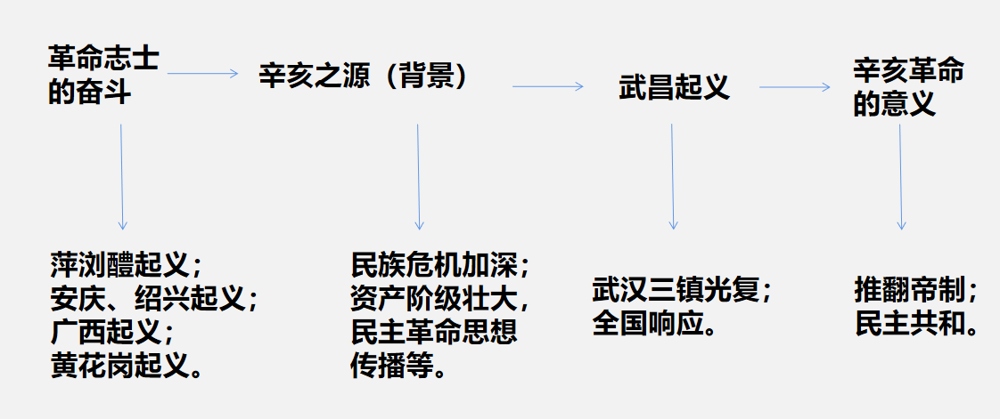 革命志士
的奋斗
辛亥之源（背景）
武昌起义
辛亥革命
的意义
萍浏醴起义；
安庆、绍兴起义；
广西起义；
黄花岗起义。
民族危机加深；
资产阶级壮大，
民主革命思想
传播等。
武汉三镇光复；
全国响应。
推翻帝制；
民主共和。